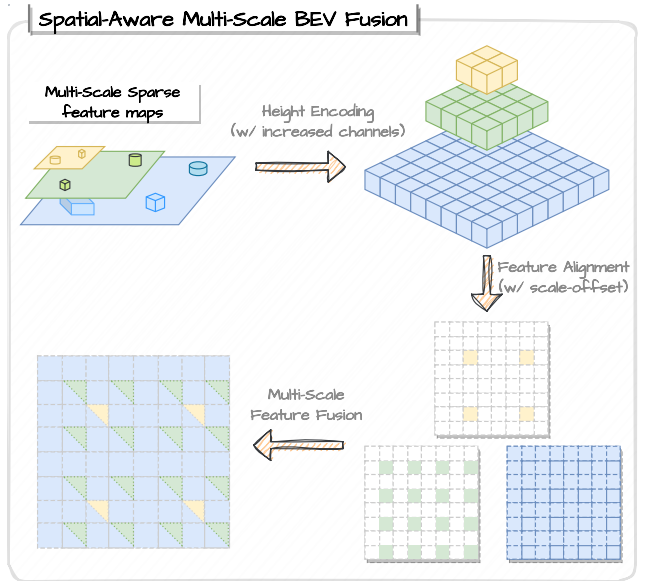 Spatial-Aware Multi-Scale BEV Fusion
Multi-Scale Sparse
feature maps
Height Encoding
(w/ increased channels)
Feature Alignment
(w/ scale-offset)
Multi-Scale
Feature Fusion